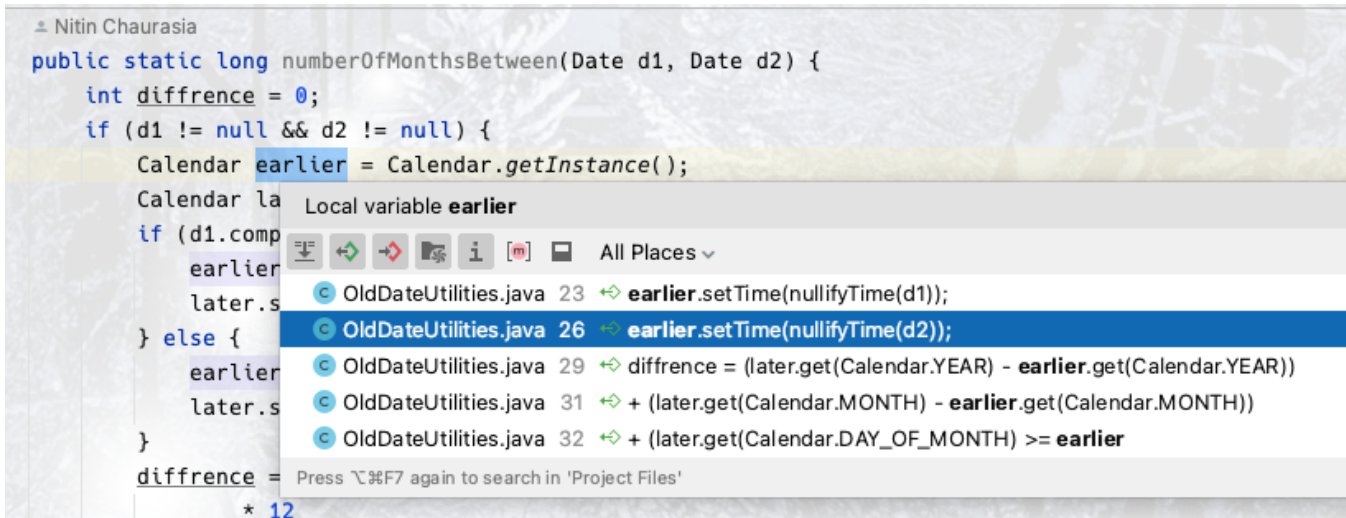 Nitin Chaurasia
public static long numberOfMonthsBetween(Date d1, Date d2) {
int diffrence = 0;
if (d1 != null && d2 != null) {
Calendar earlier = Calendar.getInstance();
Calendar la
Local variable earlier
if (d1.comp
All Places
earlier
OldDateUtilities.java 23 earlier.setTime(nullifyTime(d1));
later.s
} else {
OldDateUtilities.java 26 earlier.setTime(nullifyTime(d2));
earlier
OldDateUtilities.java 29 diffrence = (later.get(Calendar.YEAR) - earlier.get(Calendar.YEAR))
later.s
OldDateUtilities.java 31 + (later.get(Calendar.MONTH) - earlier.get(Calendar.MONTH))
}
OldDateUtilities.java 32 + (later.get(Calendar.DAY_OF_MONTH) >= earlier
diffrence =
Press ⌥⌘F7 again to search in 'Project Files'
* 12